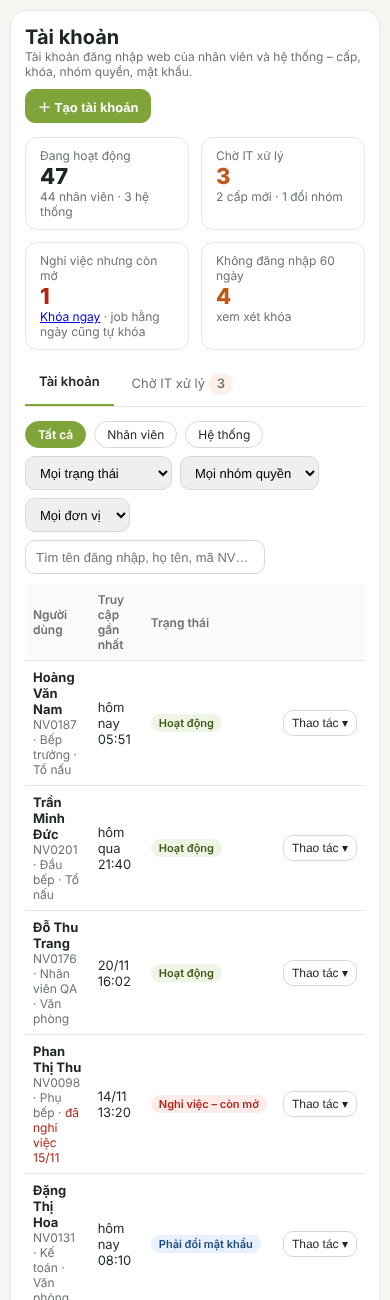 Tài khoản
Tài khoản đăng nhập web của nhân viên và hệ thống – cấp,
khóa, nhóm quyền, mật khẩu.
+ Tạo tài khoản
Đang hoạt động
47
44 nhân viên · 3 hệ
thống
Chờ IT xử lý
3
2 cấp mới · 1 đổi nhóm
Nghỉ việc nhưng còn
mở
1
Khóa ngay · job hằng
ngày cũng tự khóa
Không đăng nhập 60
ngày
4
xem xét khóa
Tài khoản
Chờ IT xử lý 3
Tất cả
Nhân viên
Hệ thống
Mọi trạng thái
Mọi nhóm quyền
Mọi đơn vị
Tìm tên đăng nhập, họ tên, mã NV…
Người
dùng
Truy
cập
gần
nhất
Trạng thái
Hoàng
Văn
Nam
NV0187
· Bếp
trưởng ·
Tổ nấu
hôm
nay
05:51
Hoạt động
Thao tác ▾
Trần
Minh
Đức
NV0201
· Đầu
bếp · Tổ
nấu
hôm
qua
21:40
Hoạt động
Thao tác ▾
Đỗ Thu
Trang
NV0176
· Nhân
viên QA
· Văn
phòng
20/11
16:02
Hoạt động
Thao tác ▾
Phan
Thị Thu
NV0098
· Phụ
bếp · đã
nghỉ
việc
15/11
14/11
13:20
Nghỉ việc – còn mở
Thao tác ▾
Đặng
Thị
Hoa
NV0131
· Kế
toán ·
Văn
phòng
hôm
nay
08:10
Phải đổi mật khẩu
Thao tác ▾